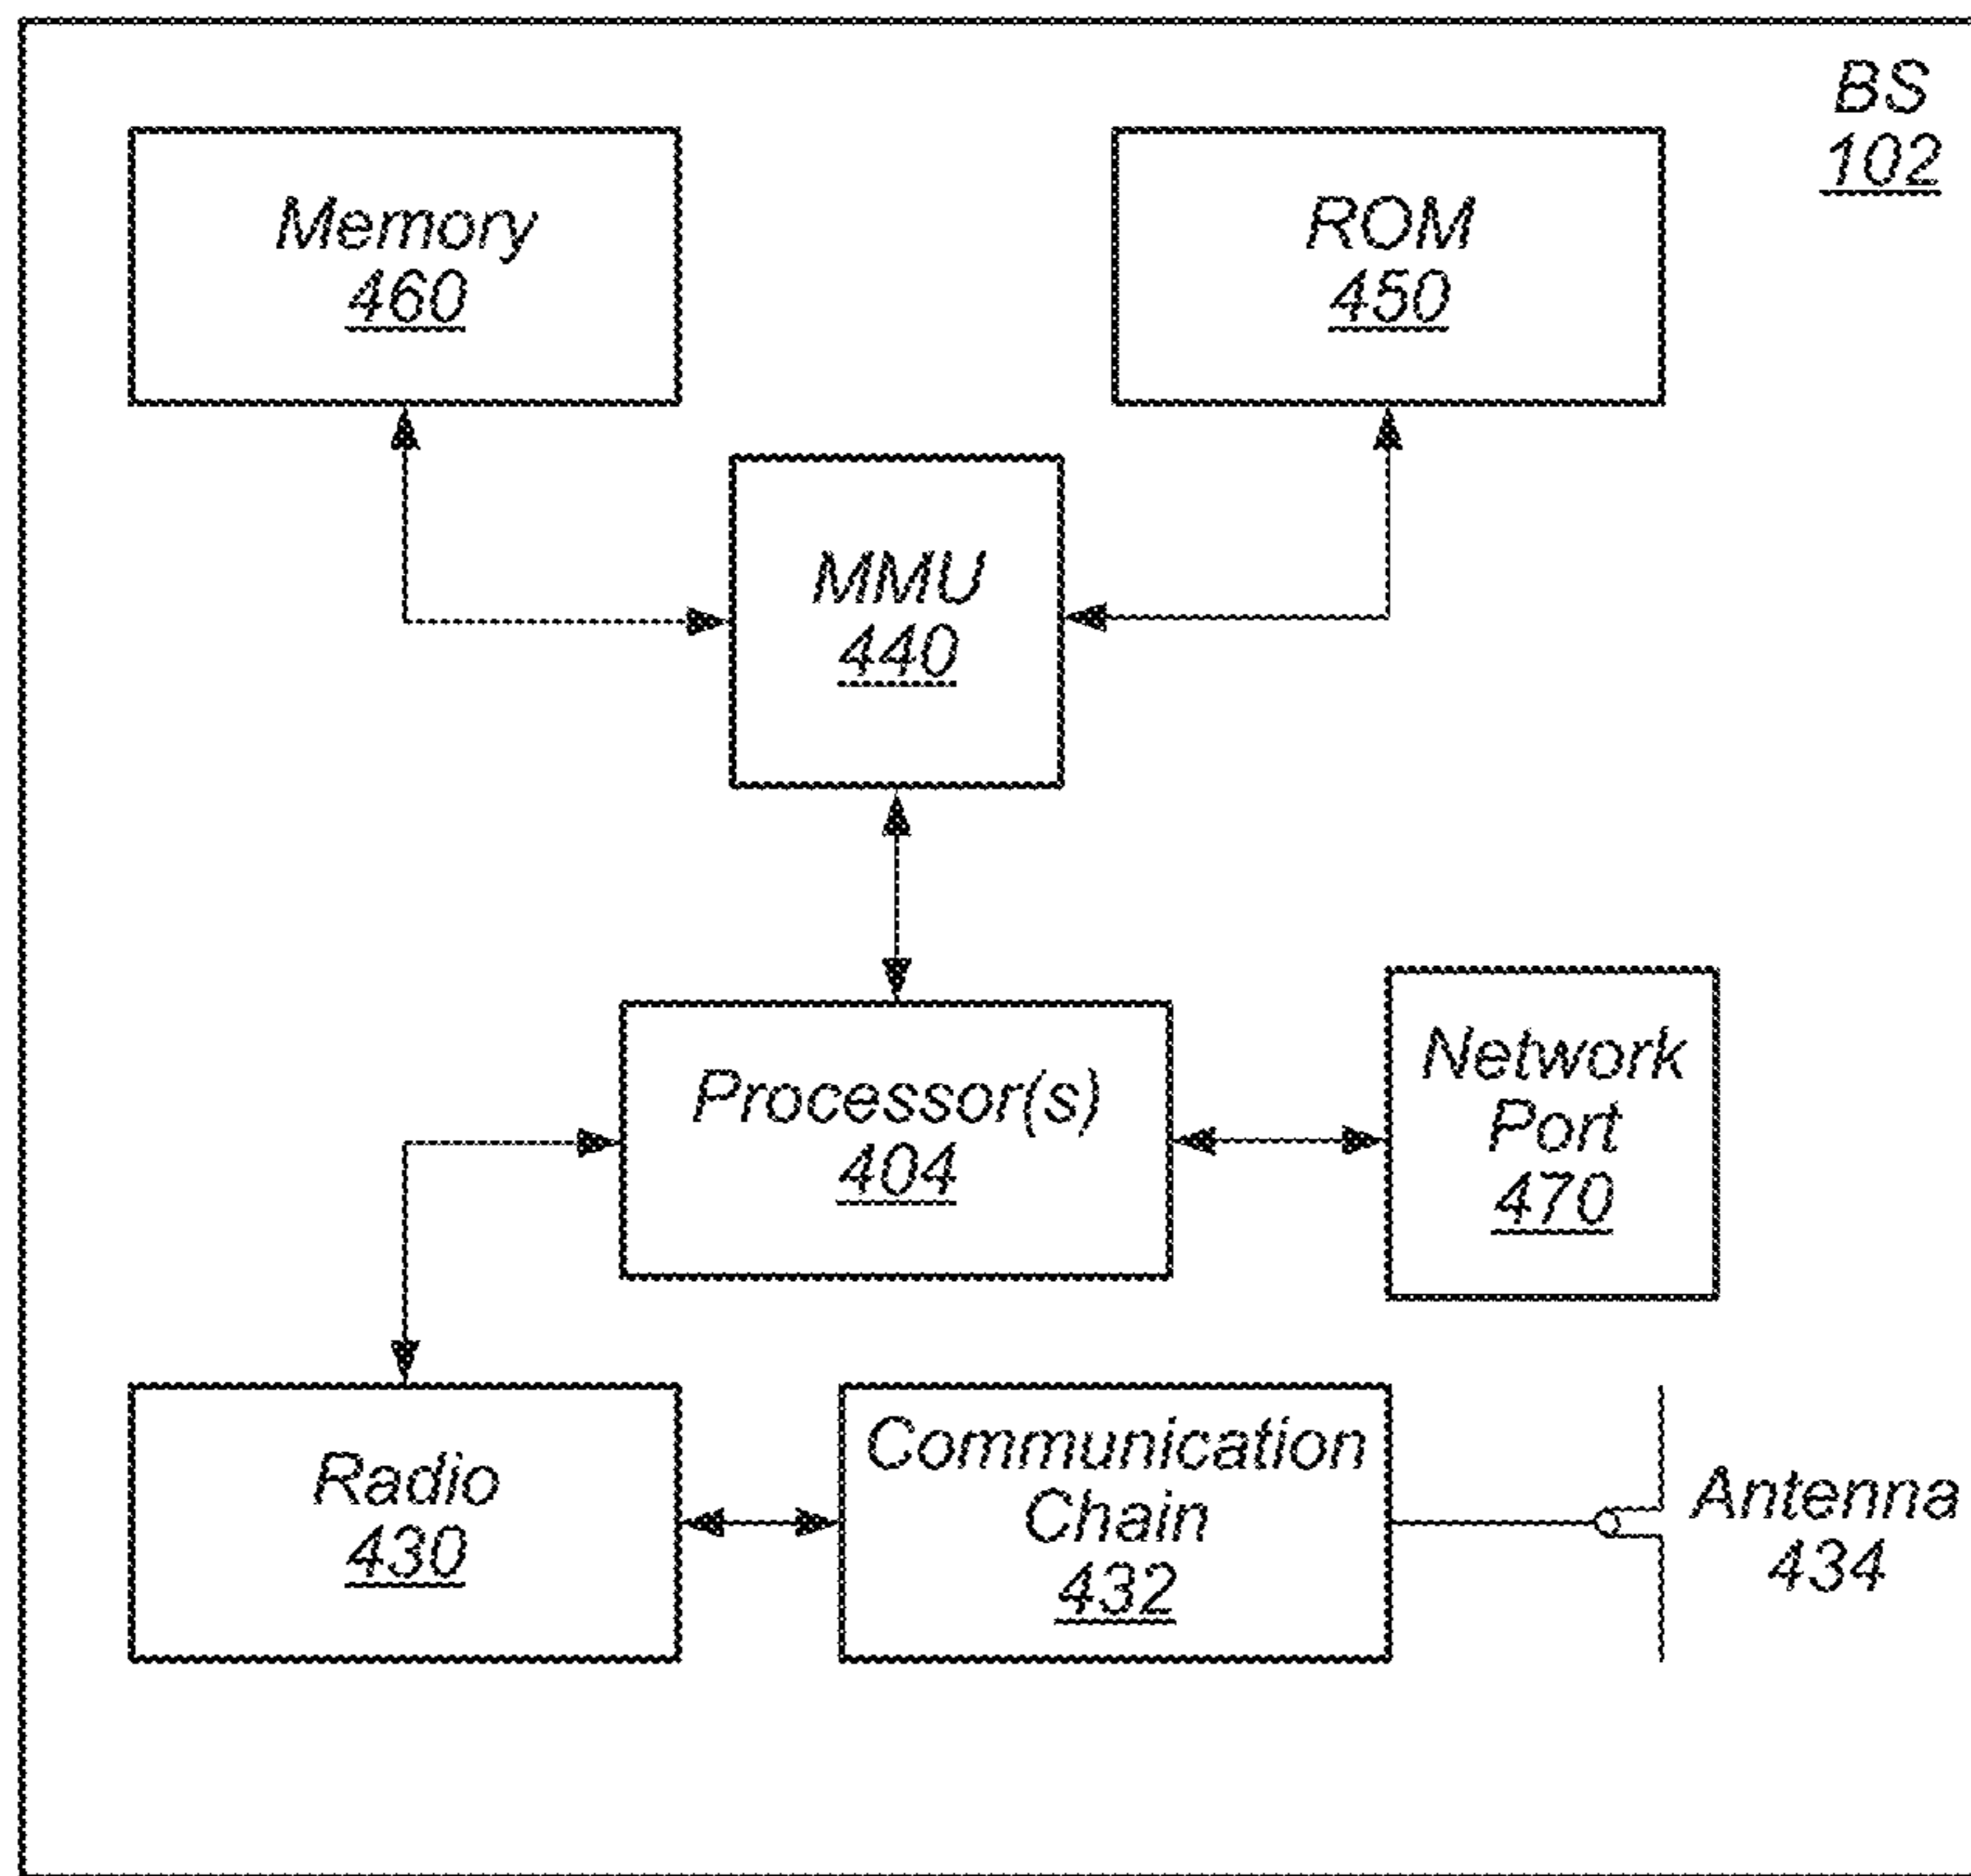 BS
102
Memory
460
ROM
450
MMU
440
Processor(s)
404
Network
Port
470
Radio
430
Communication
Chain
432
Antenna
434